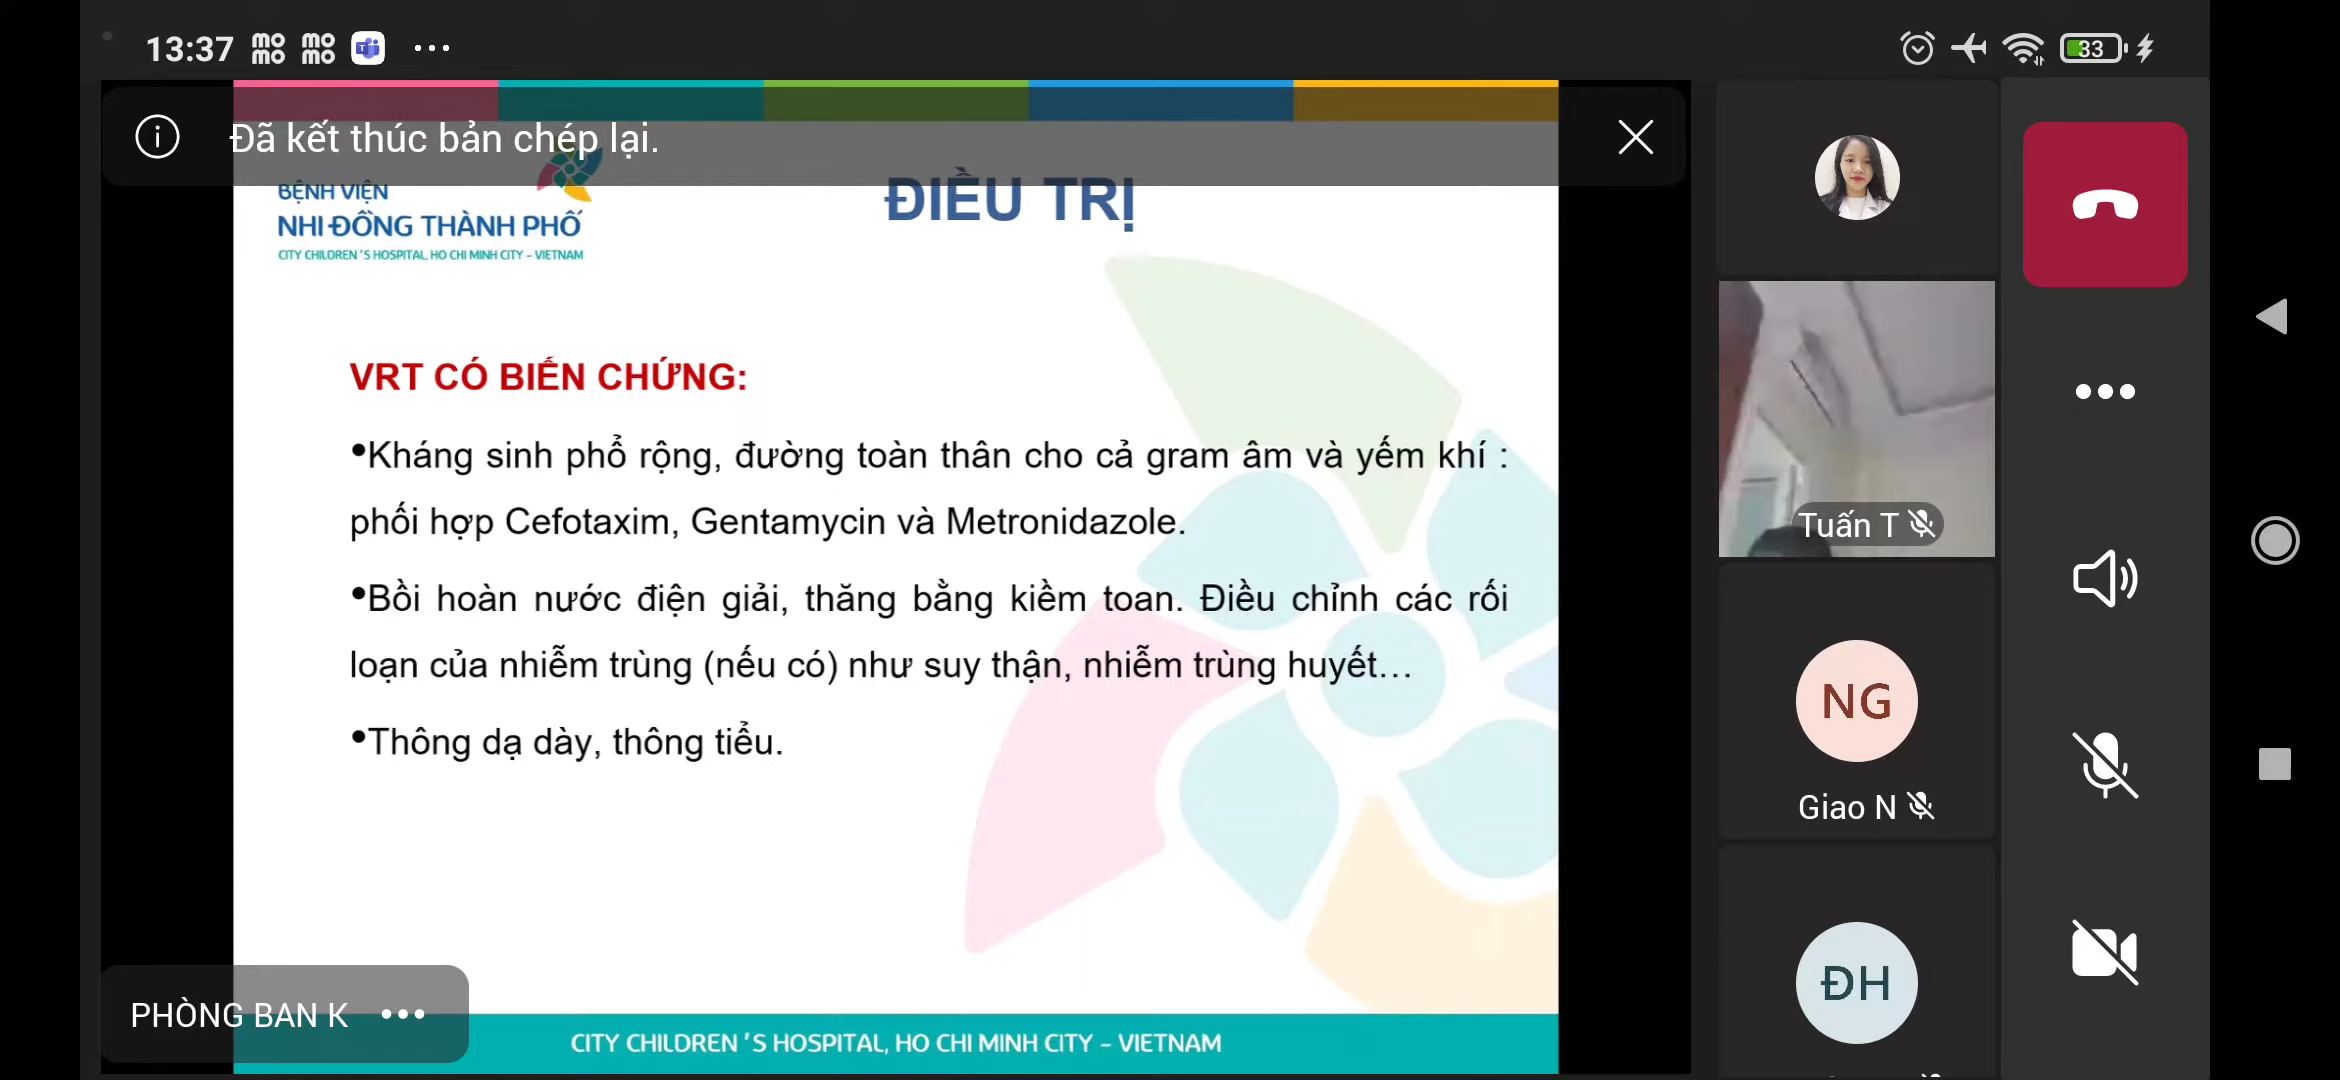 13:37
33
Đã kết thúc bản chép lại.
BỆNH VIỆN
NHI ĐỒNG THÀNH PHỐ
CITY CHILDREN'S HOSPITAL, HO CHI MINH CITY – VIETNAM
ĐIỀU TRỊ
VRT CÓ BIẾN CHỨNG:
•Kháng sinh phổ rộng, đường toàn thân cho cả gram âm và yếm khí :
phối hợp Cefotaxim, Gentamycin và Metronidazole.
•Bồi hoàn nước điện giải, thăng bằng kiềm toan. Điều chỉnh các rối
loạn của nhiễm trùng (nếu có) như suy thận, nhiễm trùng huyết…
•Thông dạ dày, thông tiểu.
PHÒNG BAN K
CITY CHILDREN'S HOSPITAL, HO CHI MINH CITY – VIETNAM
Tuấn T
NG
Giao N
ĐH